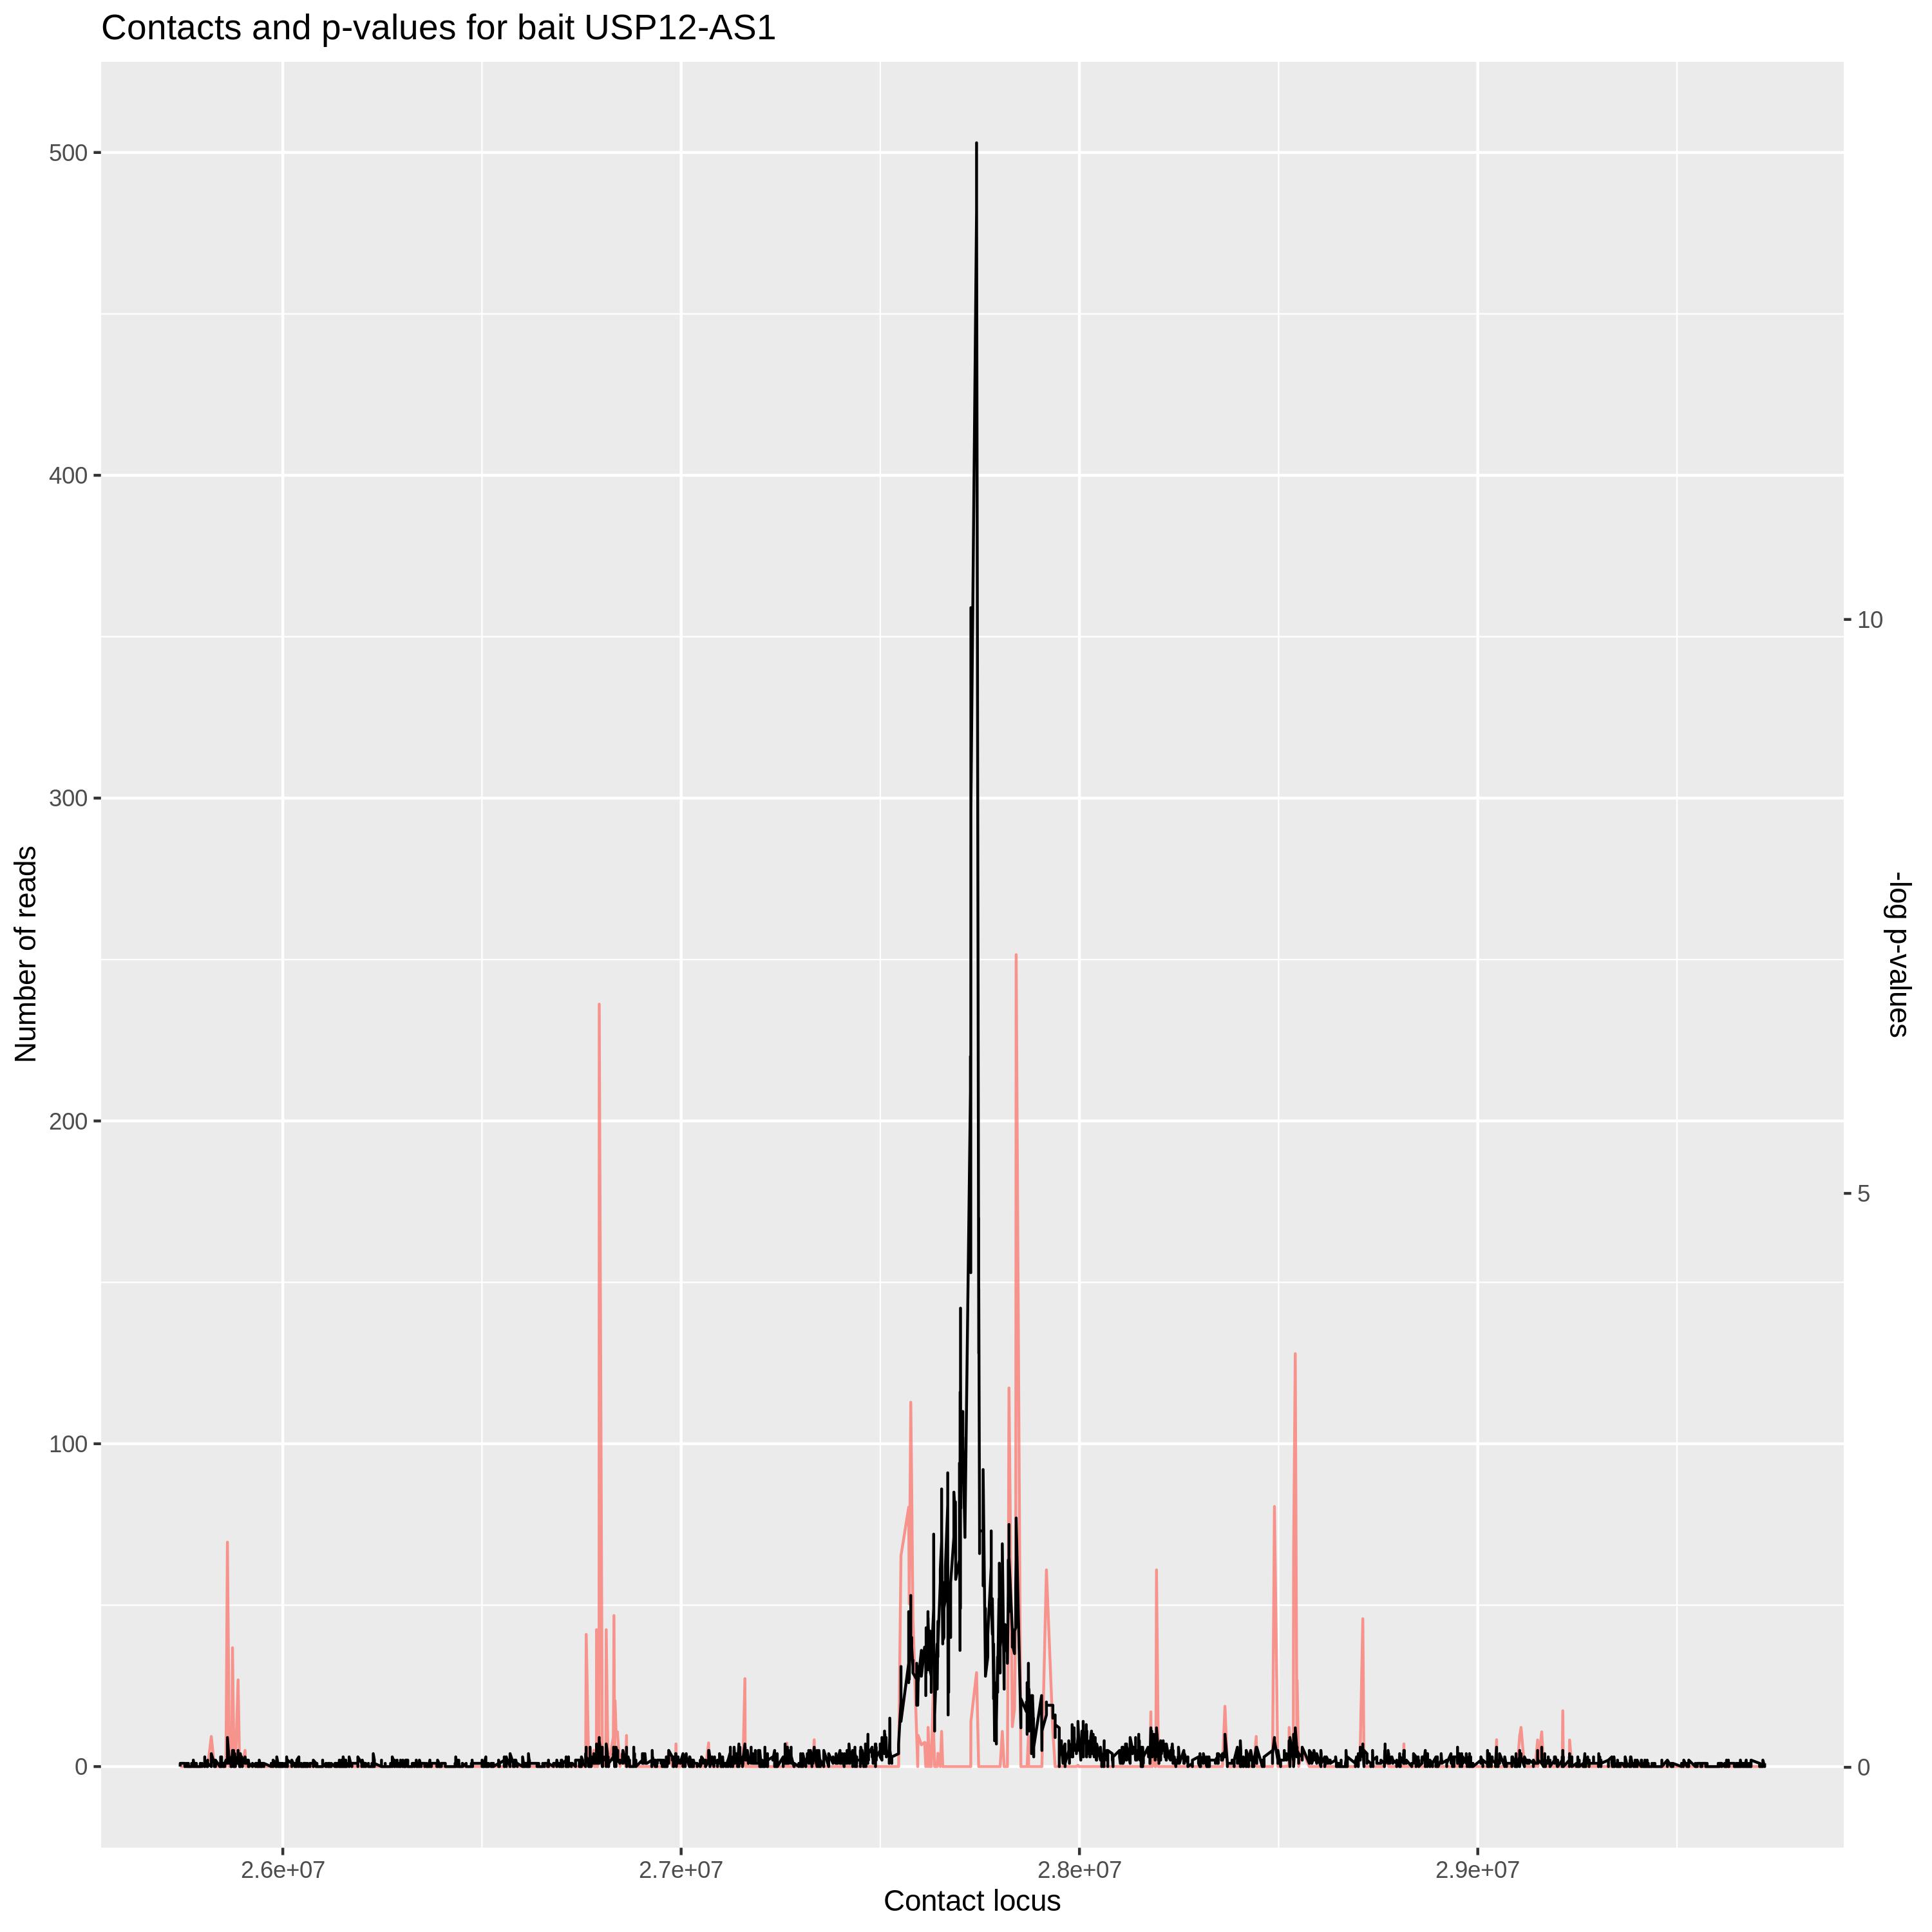 Contacts and p-values for bait USP12-AS1
500
400
300
200
100
0
Number of reads
10
5
0
-log p-values
2.6e+07
2.7e+07
2.8e+07
2.9e+07
Contact locus